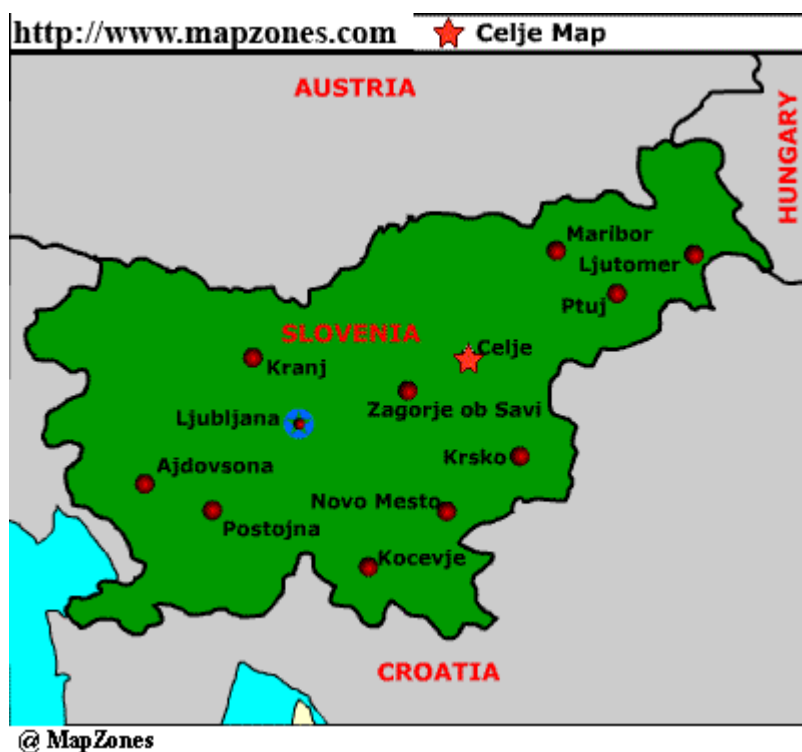 http://www.mapzones.com
Celje Map
AUSTRIA
HUNGARY
Maribor
Ljutomer
Ptuj
SLOVENIA
Celje
Kranj
Zagorje ob Savi
Ljubljana
Krsko
Ajdovsona
Novo Mesto
Postojna
Kocevje
CROATIA
@ MapZones